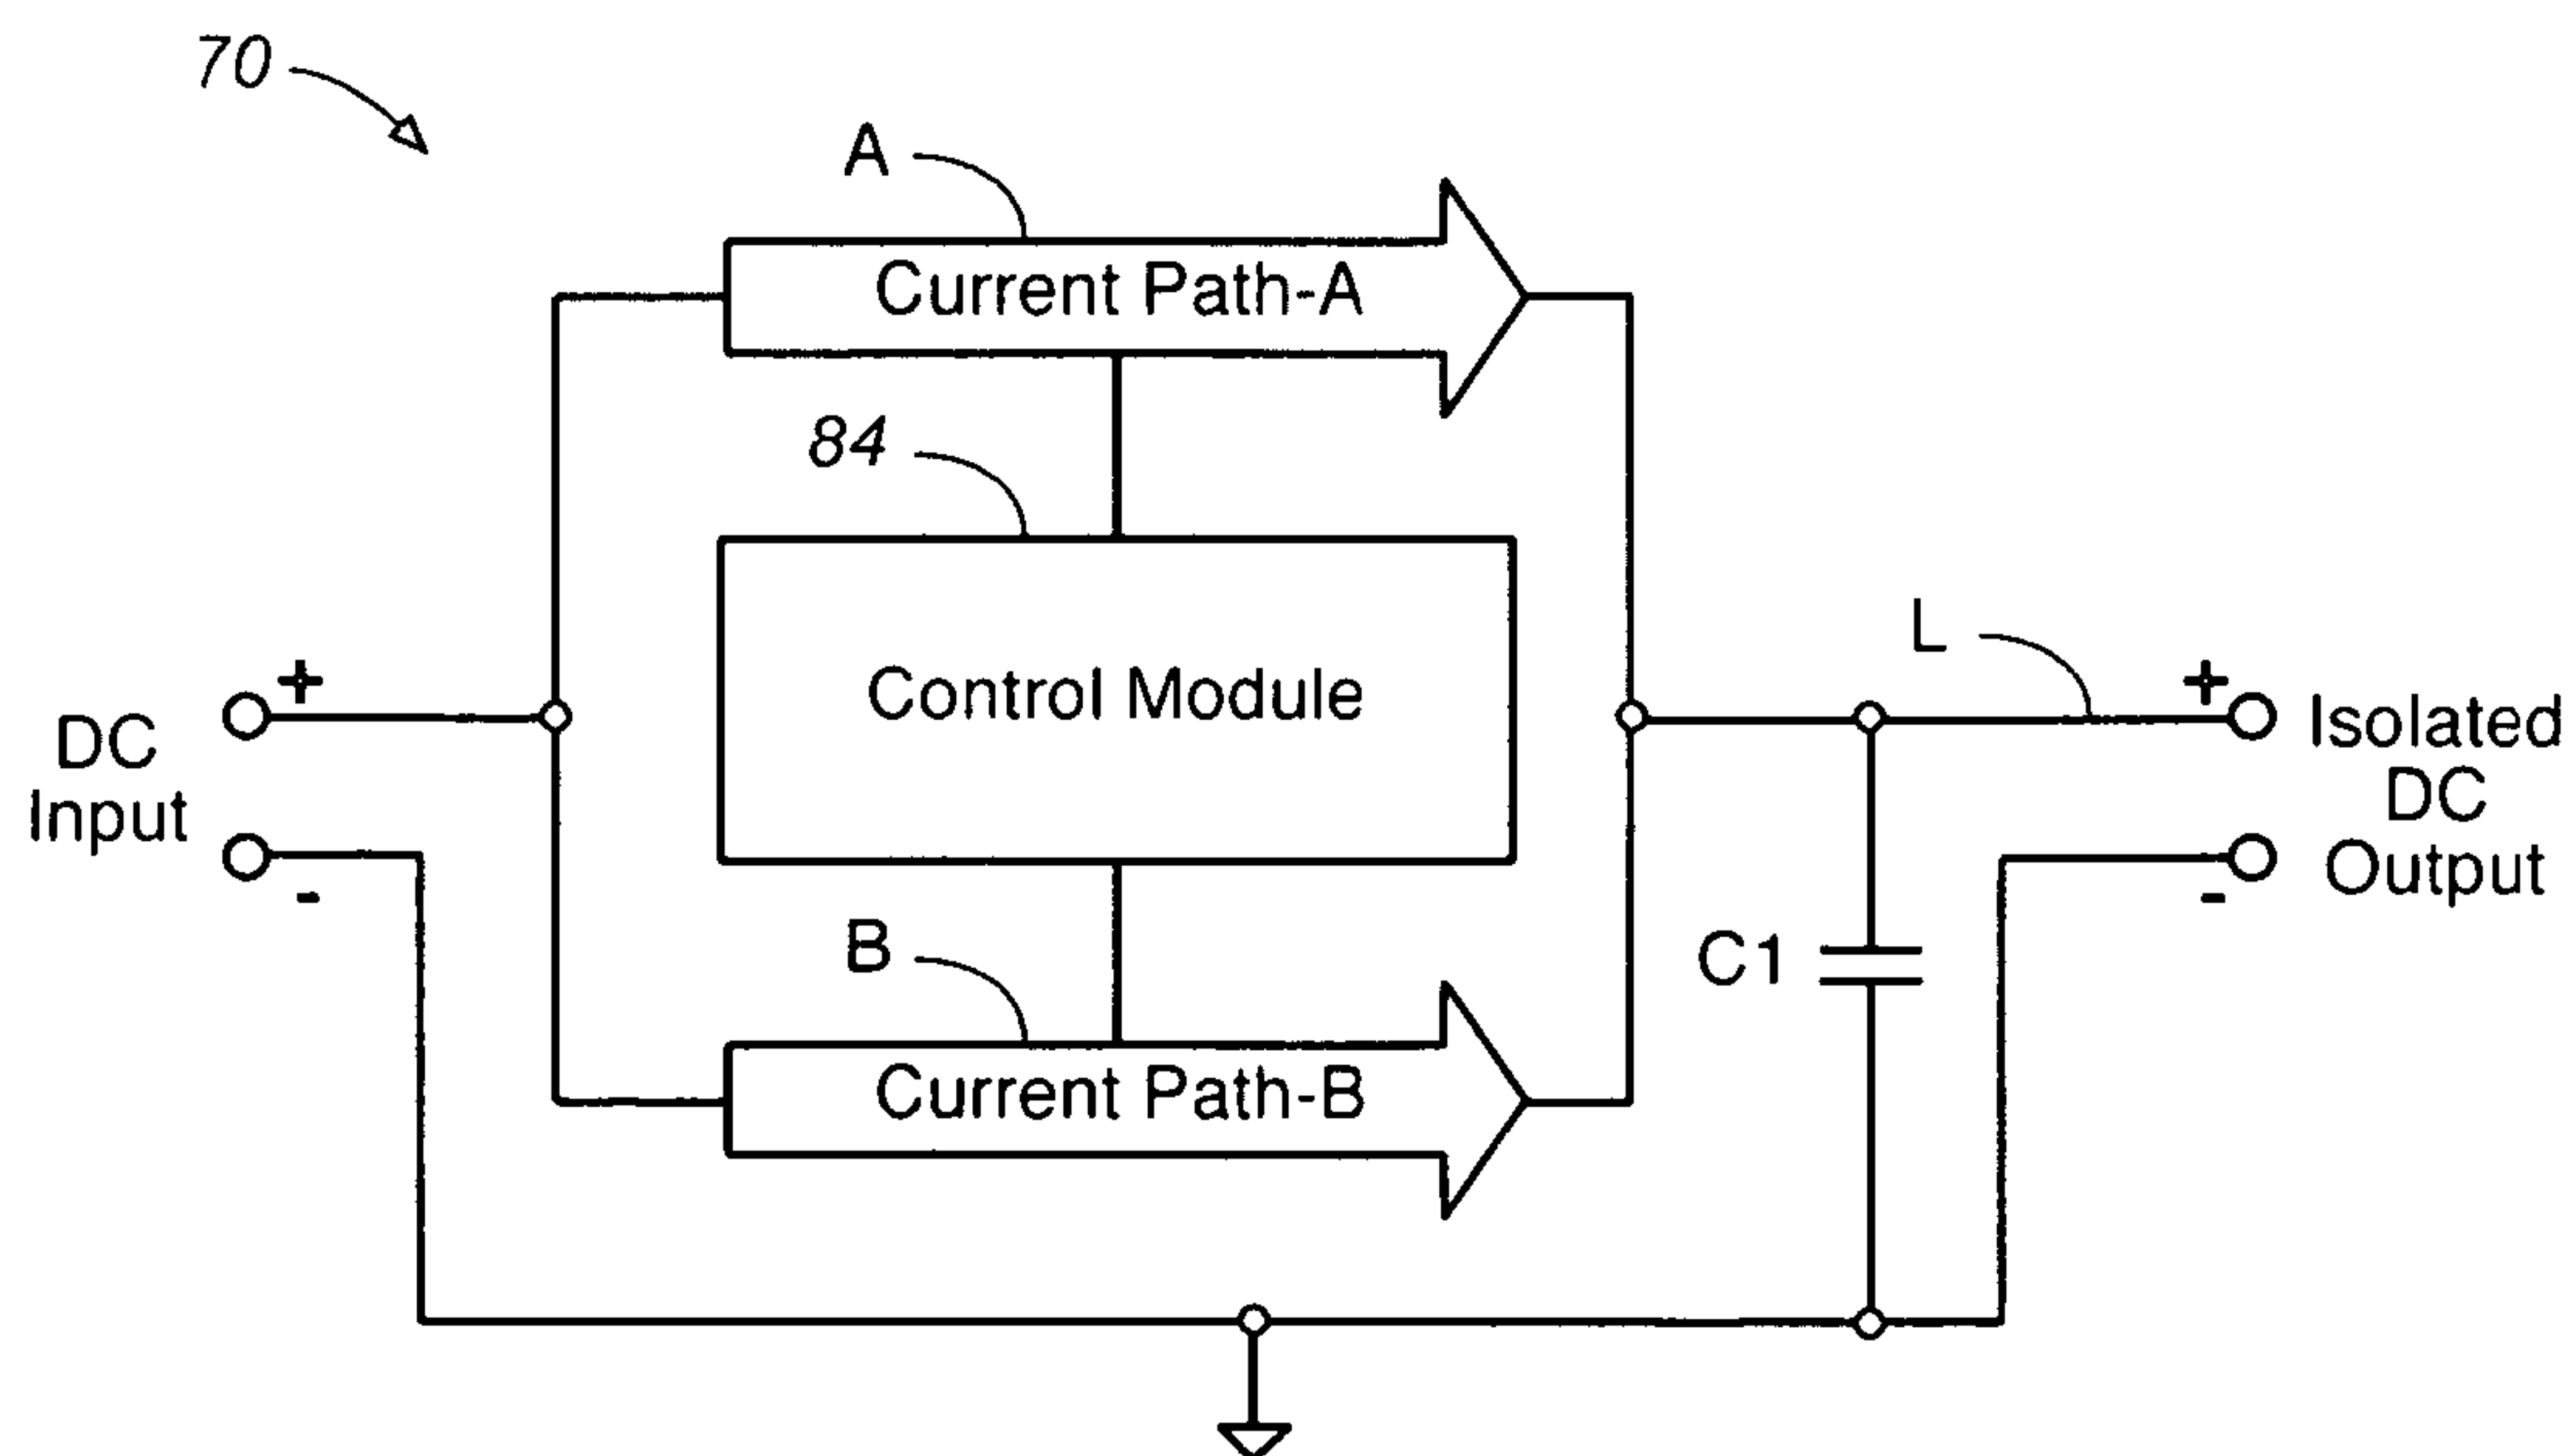 70
A
Current Path-A
84
Control Module
L
+
DC
Input
-
+
Isolated
DC
Output
-
B
C1
Current Path-B